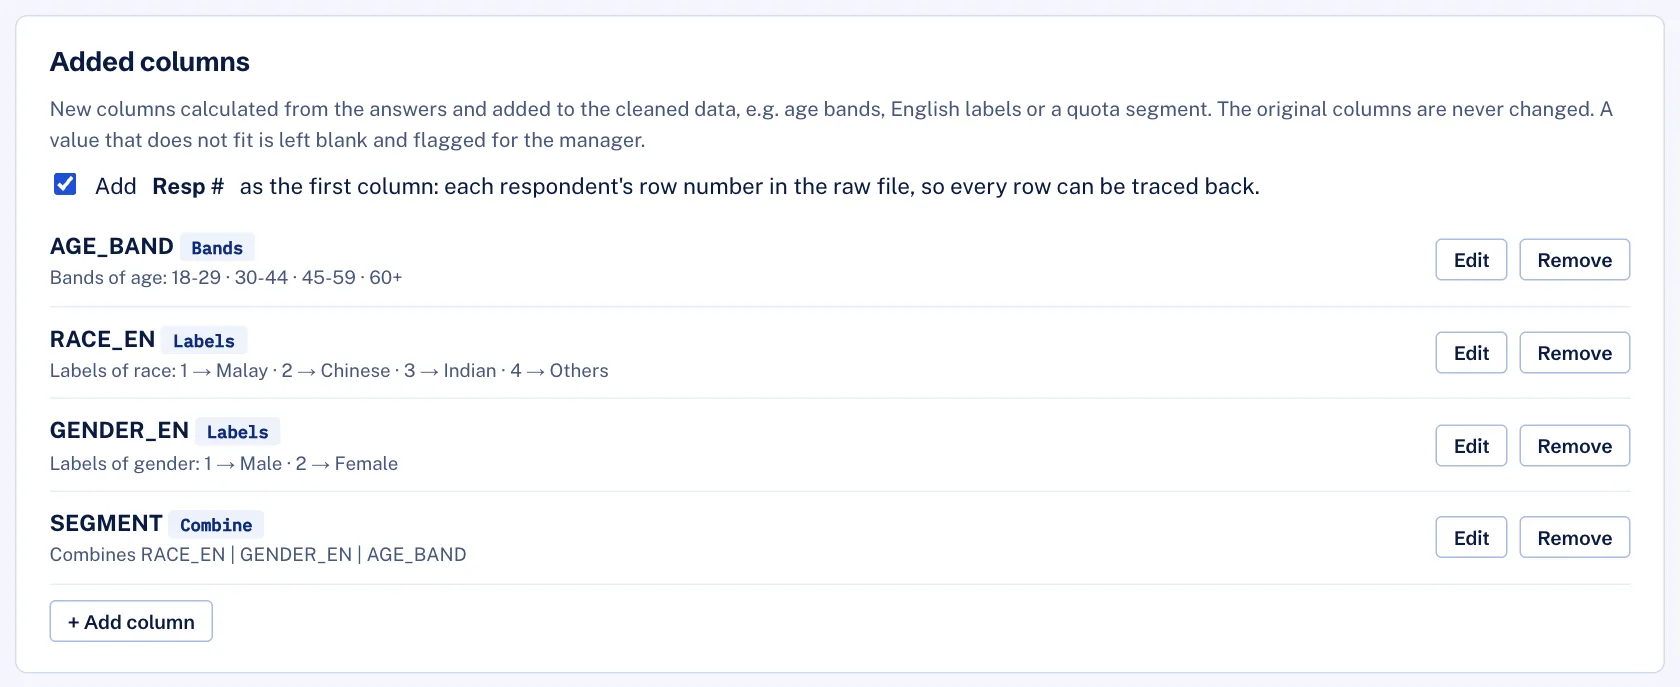 Added columns
New columns calculated from the answers and added to the cleaned data, e.g. age bands, English labels or a quota segment. The original columns are never changed. A
value that does not fit is left blank and flagged for the manager.
Add Resp # as the first column: each respondent's row number in the raw file, so every row can be traced back.
AGE_BAND Bands
Bands of age: 18-29 · 30-44 · 45-59 · 60+
Edit Remove
RACE_EN Labels
Labels of race: 1 → Malay · 2 → Chinese · 3 → Indian · 4 → Others
Edit Remove
GENDER_EN Labels
Labels of gender: 1 → Male · 2 → Female
Edit Remove
SEGMENT Combine
Combines RACE_EN | GENDER_EN | AGE_BAND
Edit Remove
+ Add column